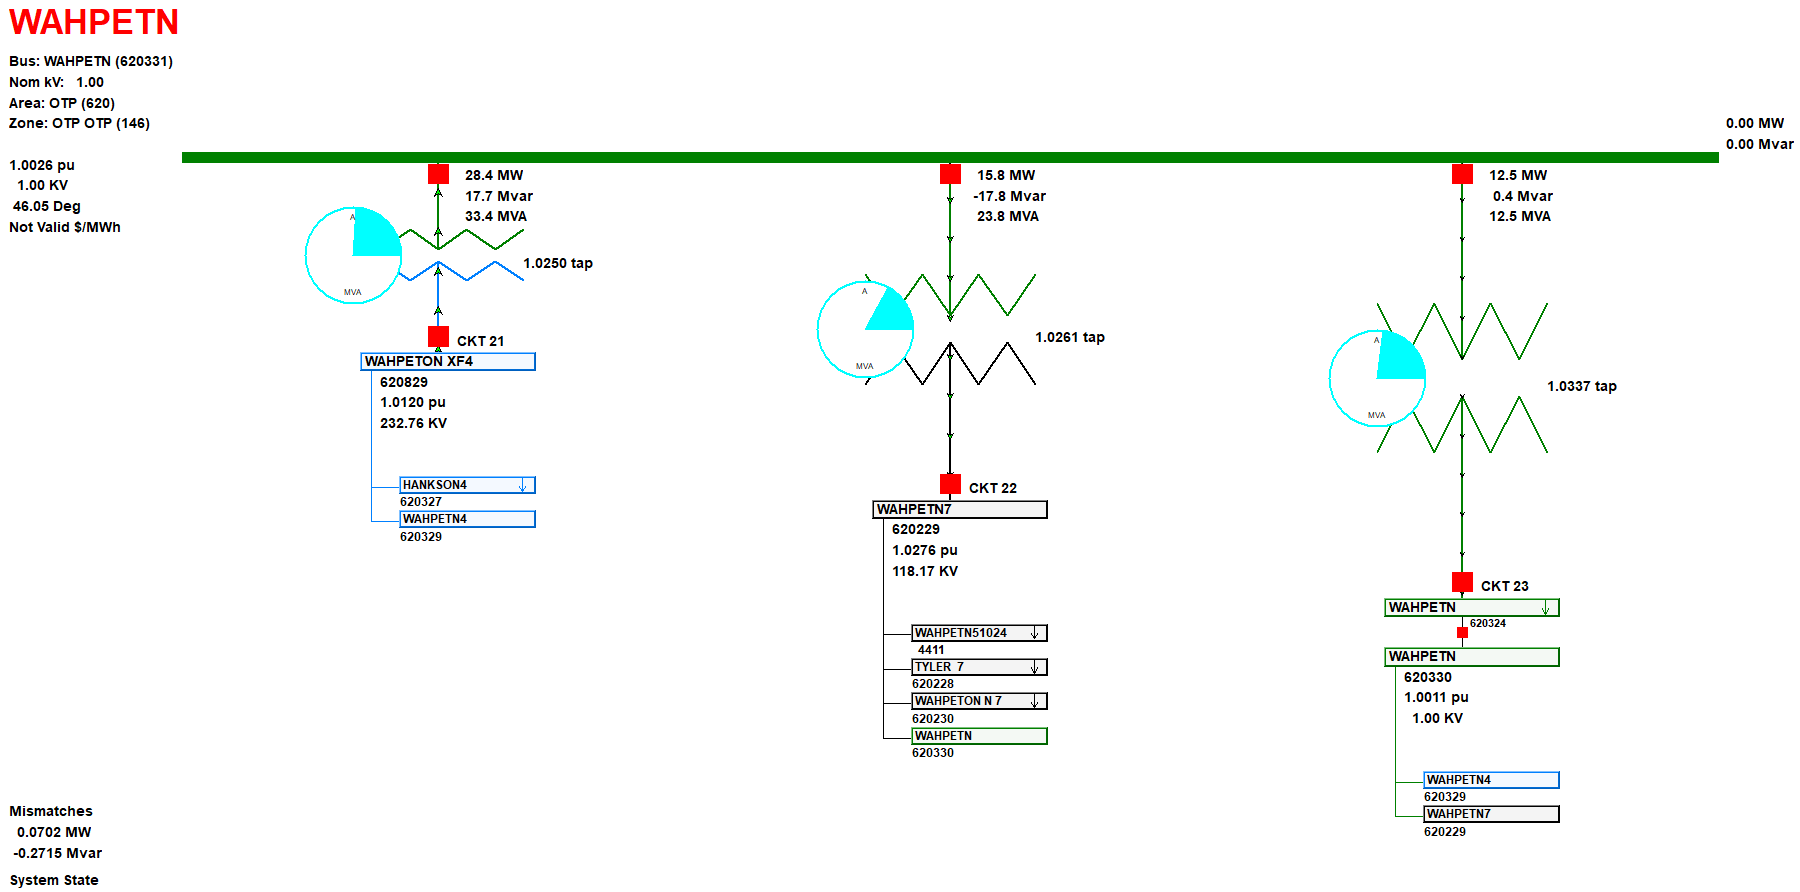 WAHPETN
Bus: WAHPETN (620331)
Nom kV: 1.00
Area: OTP (620)
Zone: OTP OTP (146)
0.00 MW
0.00 Mvar
1.0026 pu
1.00 KV
46.05 Deg
Not Valid $/MWh
28.4 MW
17.7 Mvar
33.4 MVA
A
MVA
1.0250 tap
CKT 21
WAHPETON XF4
620829
1.0120 pu
232.76 KV
HANKSON4
620327
WAHPETN4
620329
15.8 MW
-17.8 Mvar
23.8 MVA
A
MVA
1.0261 tap
CKT 22
WAHPETN7
620229
1.0276 pu
118.17 KV
WAHPETN51024
4411
TYLER 7
620228
WAHPETON N 7
620230
WAHPETN
620330
12.5 MW
0.4 Mvar
12.5 MVA
A
MVA
1.0337 tap
CKT 23
WAHPETN
620324
WAHPETN
620330
1.0011 pu
1.00 KV
WAHPETN4
620329
WAHPETN7
620229
Mismatches
0.0702 MW
-0.2715 Mvar
System State